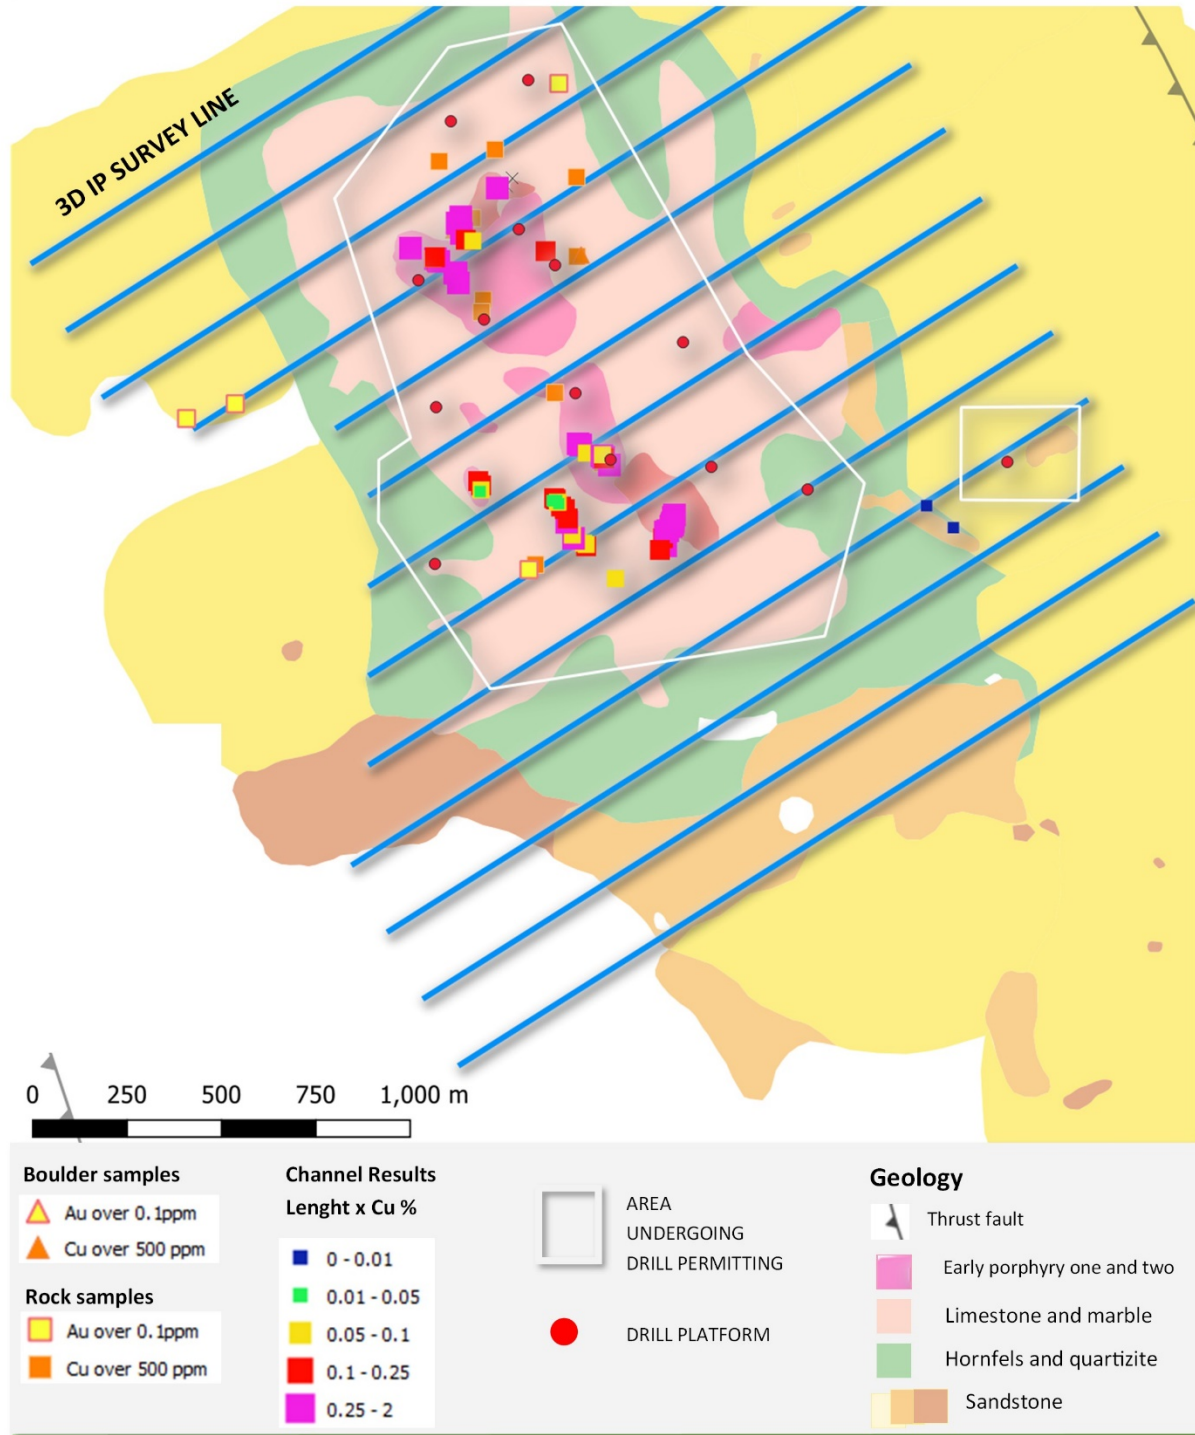 3D IP SURVEY LINE
0 250 500 750 1,000 m
Boulder samples
Au over 0.1ppm
Cu over 500 ppm
Rock samples
Au over 0.1ppm
Cu over 500 ppm
Channel Results
Lenght x Cu %
0 - 0.01
0.01 - 0.05
0.05 - 0.1
0.1 - 0.25
0.25 - 2
AREA
UNDERGOING
DRILL PERMITTING
DRILL PLATFORM
Geology
Thrust fault
Early porphyry one and two
Limestone and marble
Hornfels and quartizite
Sandstone